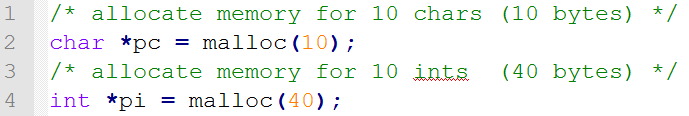 1 /* allocate memory for 10 chars (10 bytes) */
2 char *pc = malloc(10);
3 /* allocate memory for 10 ints  (40 bytes) */
4 int *pi = malloc(40);